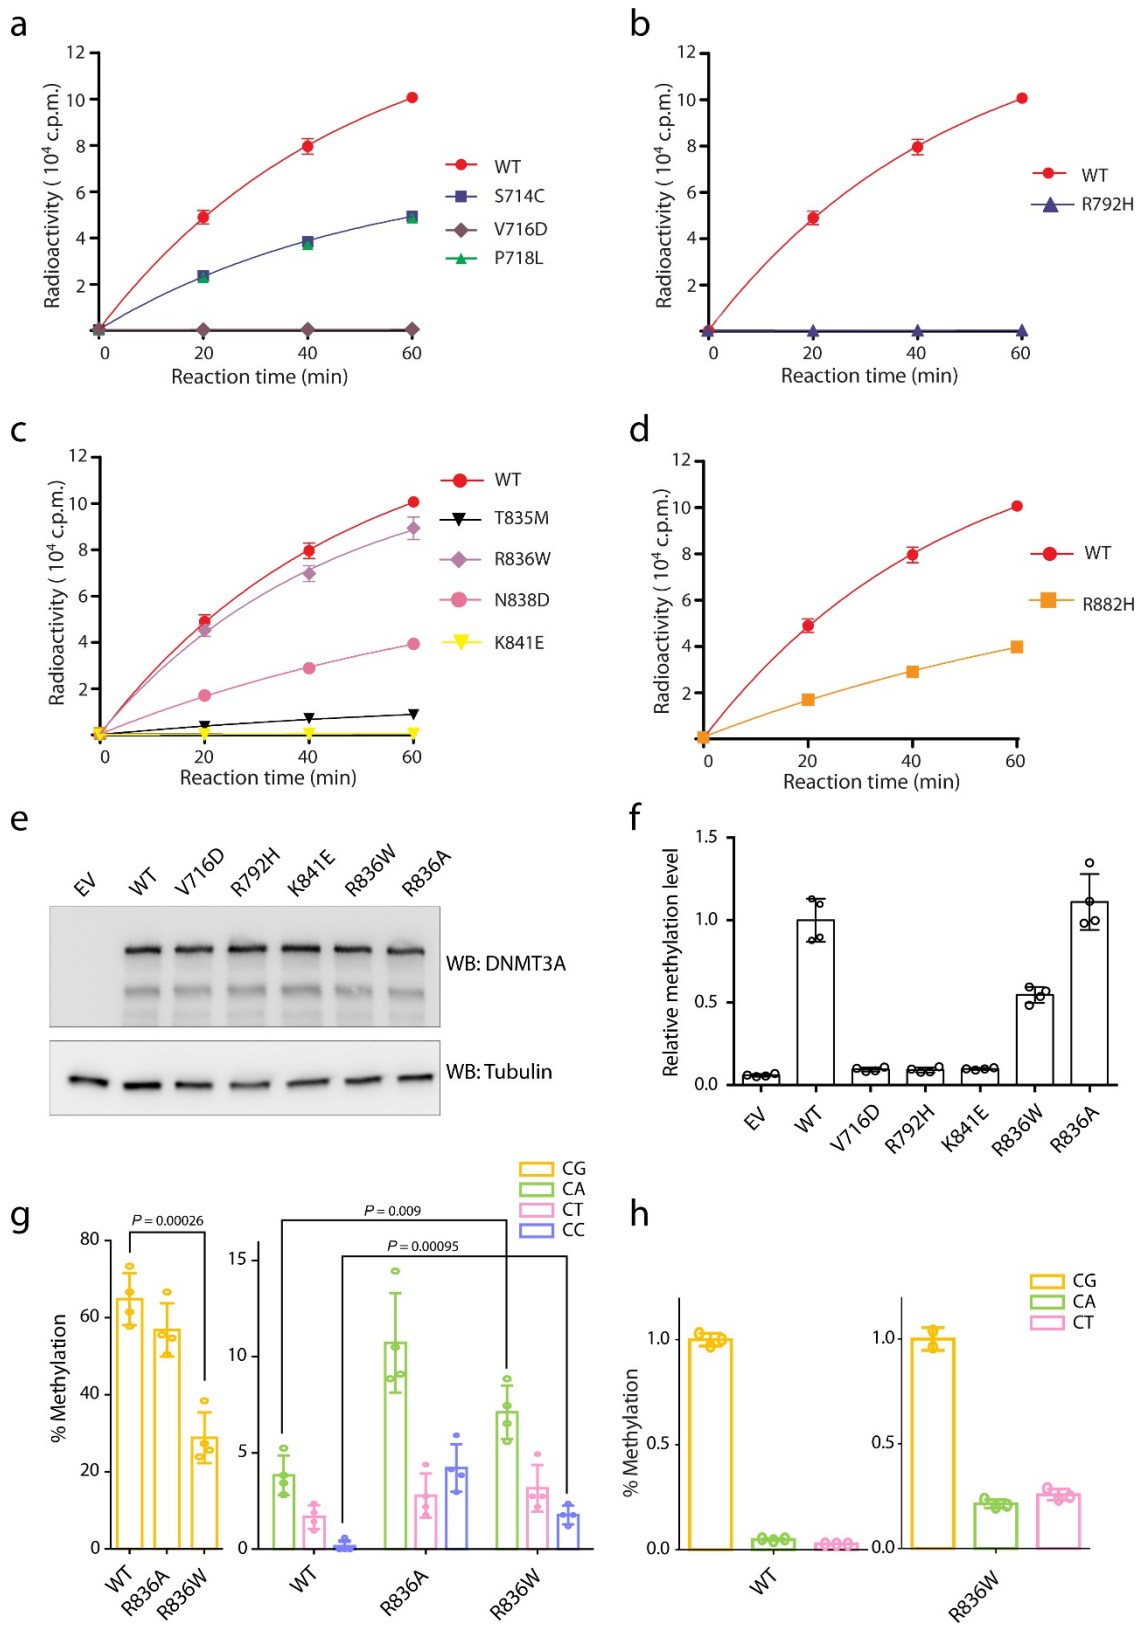 a
12
10
8
6
4
2
0
20
40
60
Radioactivity ( 10⁴ c.p.m.)
Reaction time (min)
WT
S714C
V716D
P718L
b
12
10
8
6
4
2
0
20
40
60
Radioactivity ( 10⁴ c.p.m.)
Reaction time (min)
WT
R792H
c
12
10
8
6
4
2
0
20
40
60
Radioactivity ( 10⁴ c.p.m.)
Reaction time (min)
WT
T835M
R836W
N838D
K841E
d
12
10
8
6
4
2
0
20
40
60
Radioactivity ( 10⁴ c.p.m.)
Reaction time (min)
WT
R882H
e
EV
WT
V716D
R792H
K841E
R836W
R836A
WB: DNMT3A
WB: Tubulin
f
1.5
1.0
0.5
0.0
Relative methylation level
EV
WT
V716D
R792H
K841E
R836W
R836A
g
CG
CA
CT
CC
P = 0.00026
P = 0.009
P = 0.00095
80
60
40
20
0
% Methylation
WT
R836A
R836W
15
10
5
0
WT
R836A
R836W
h
CG
CA
CT
1.0
0.5
0.0
% Methylation
WT
1.0
0.5
0.0
R836W